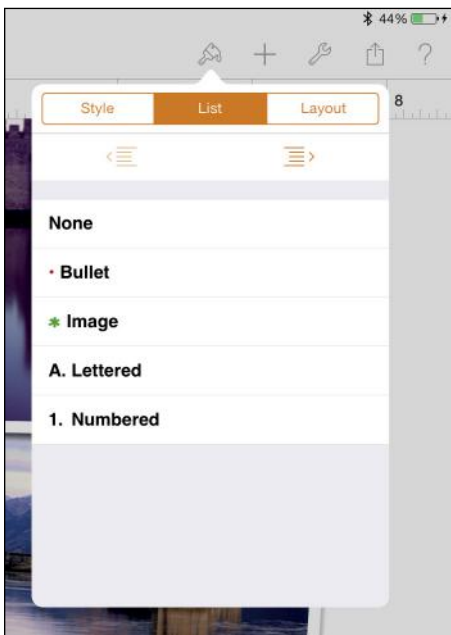 44%
?
8
Style List Layout
None
• Bullet
✱ Image
A. Lettered
1. Numbered